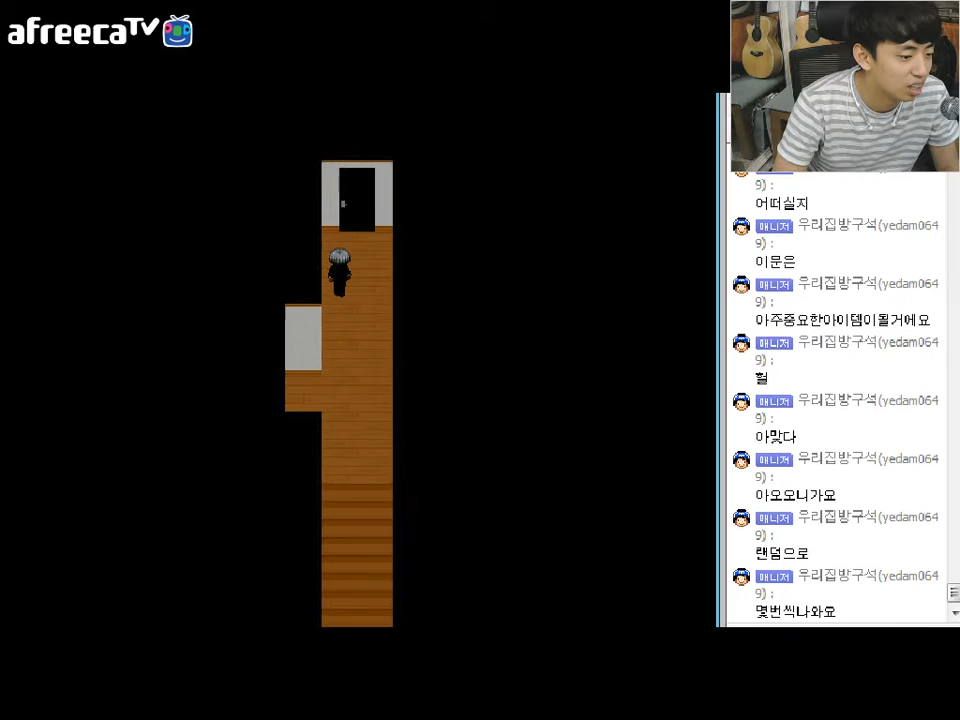 afreecaTV
9) :
어떠실지
매니저 우리집방구석(yedam064
9) :
이문은
매니저 우리집방구석(yedam064
9) :
아주중요한아이템이될거에요
매니저 우리집방구석(yedam064
9) :
헐
매니저 우리집방구석(yedam064
9) :
아맞다
매니저 우리집방구석(yedam064
9) :
아오오니가요
매니저 우리집방구석(yedam064
9) :
랜덤으로
매니저 우리집방구석(yedam064
9) :
몇번씩나와요